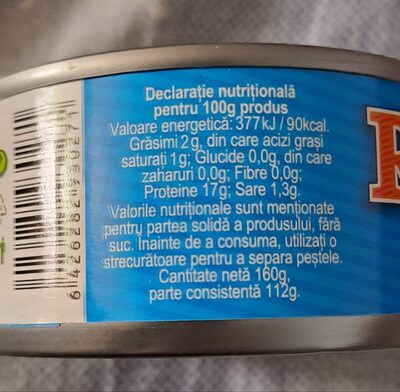 Declarație nutrițională
pentru 100g produs
Valoare energetică: 377kJ / 90kcal.
Grăsimi 2g, din care acizi grași
saturați 1g; Glucide 0,0g, din care
zaharuri 0,0g; Fibre 0,0g;
Proteine 17g; Sare 1,3g.
Valorile nutriționale sunt menționate
pentru partea solidă a produsului, fără
suc. Înainte de a consuma, utilizați o
strecurătoare pentru a separa peștele.
Cantitate netă 160g,
parte consistentă 112g.